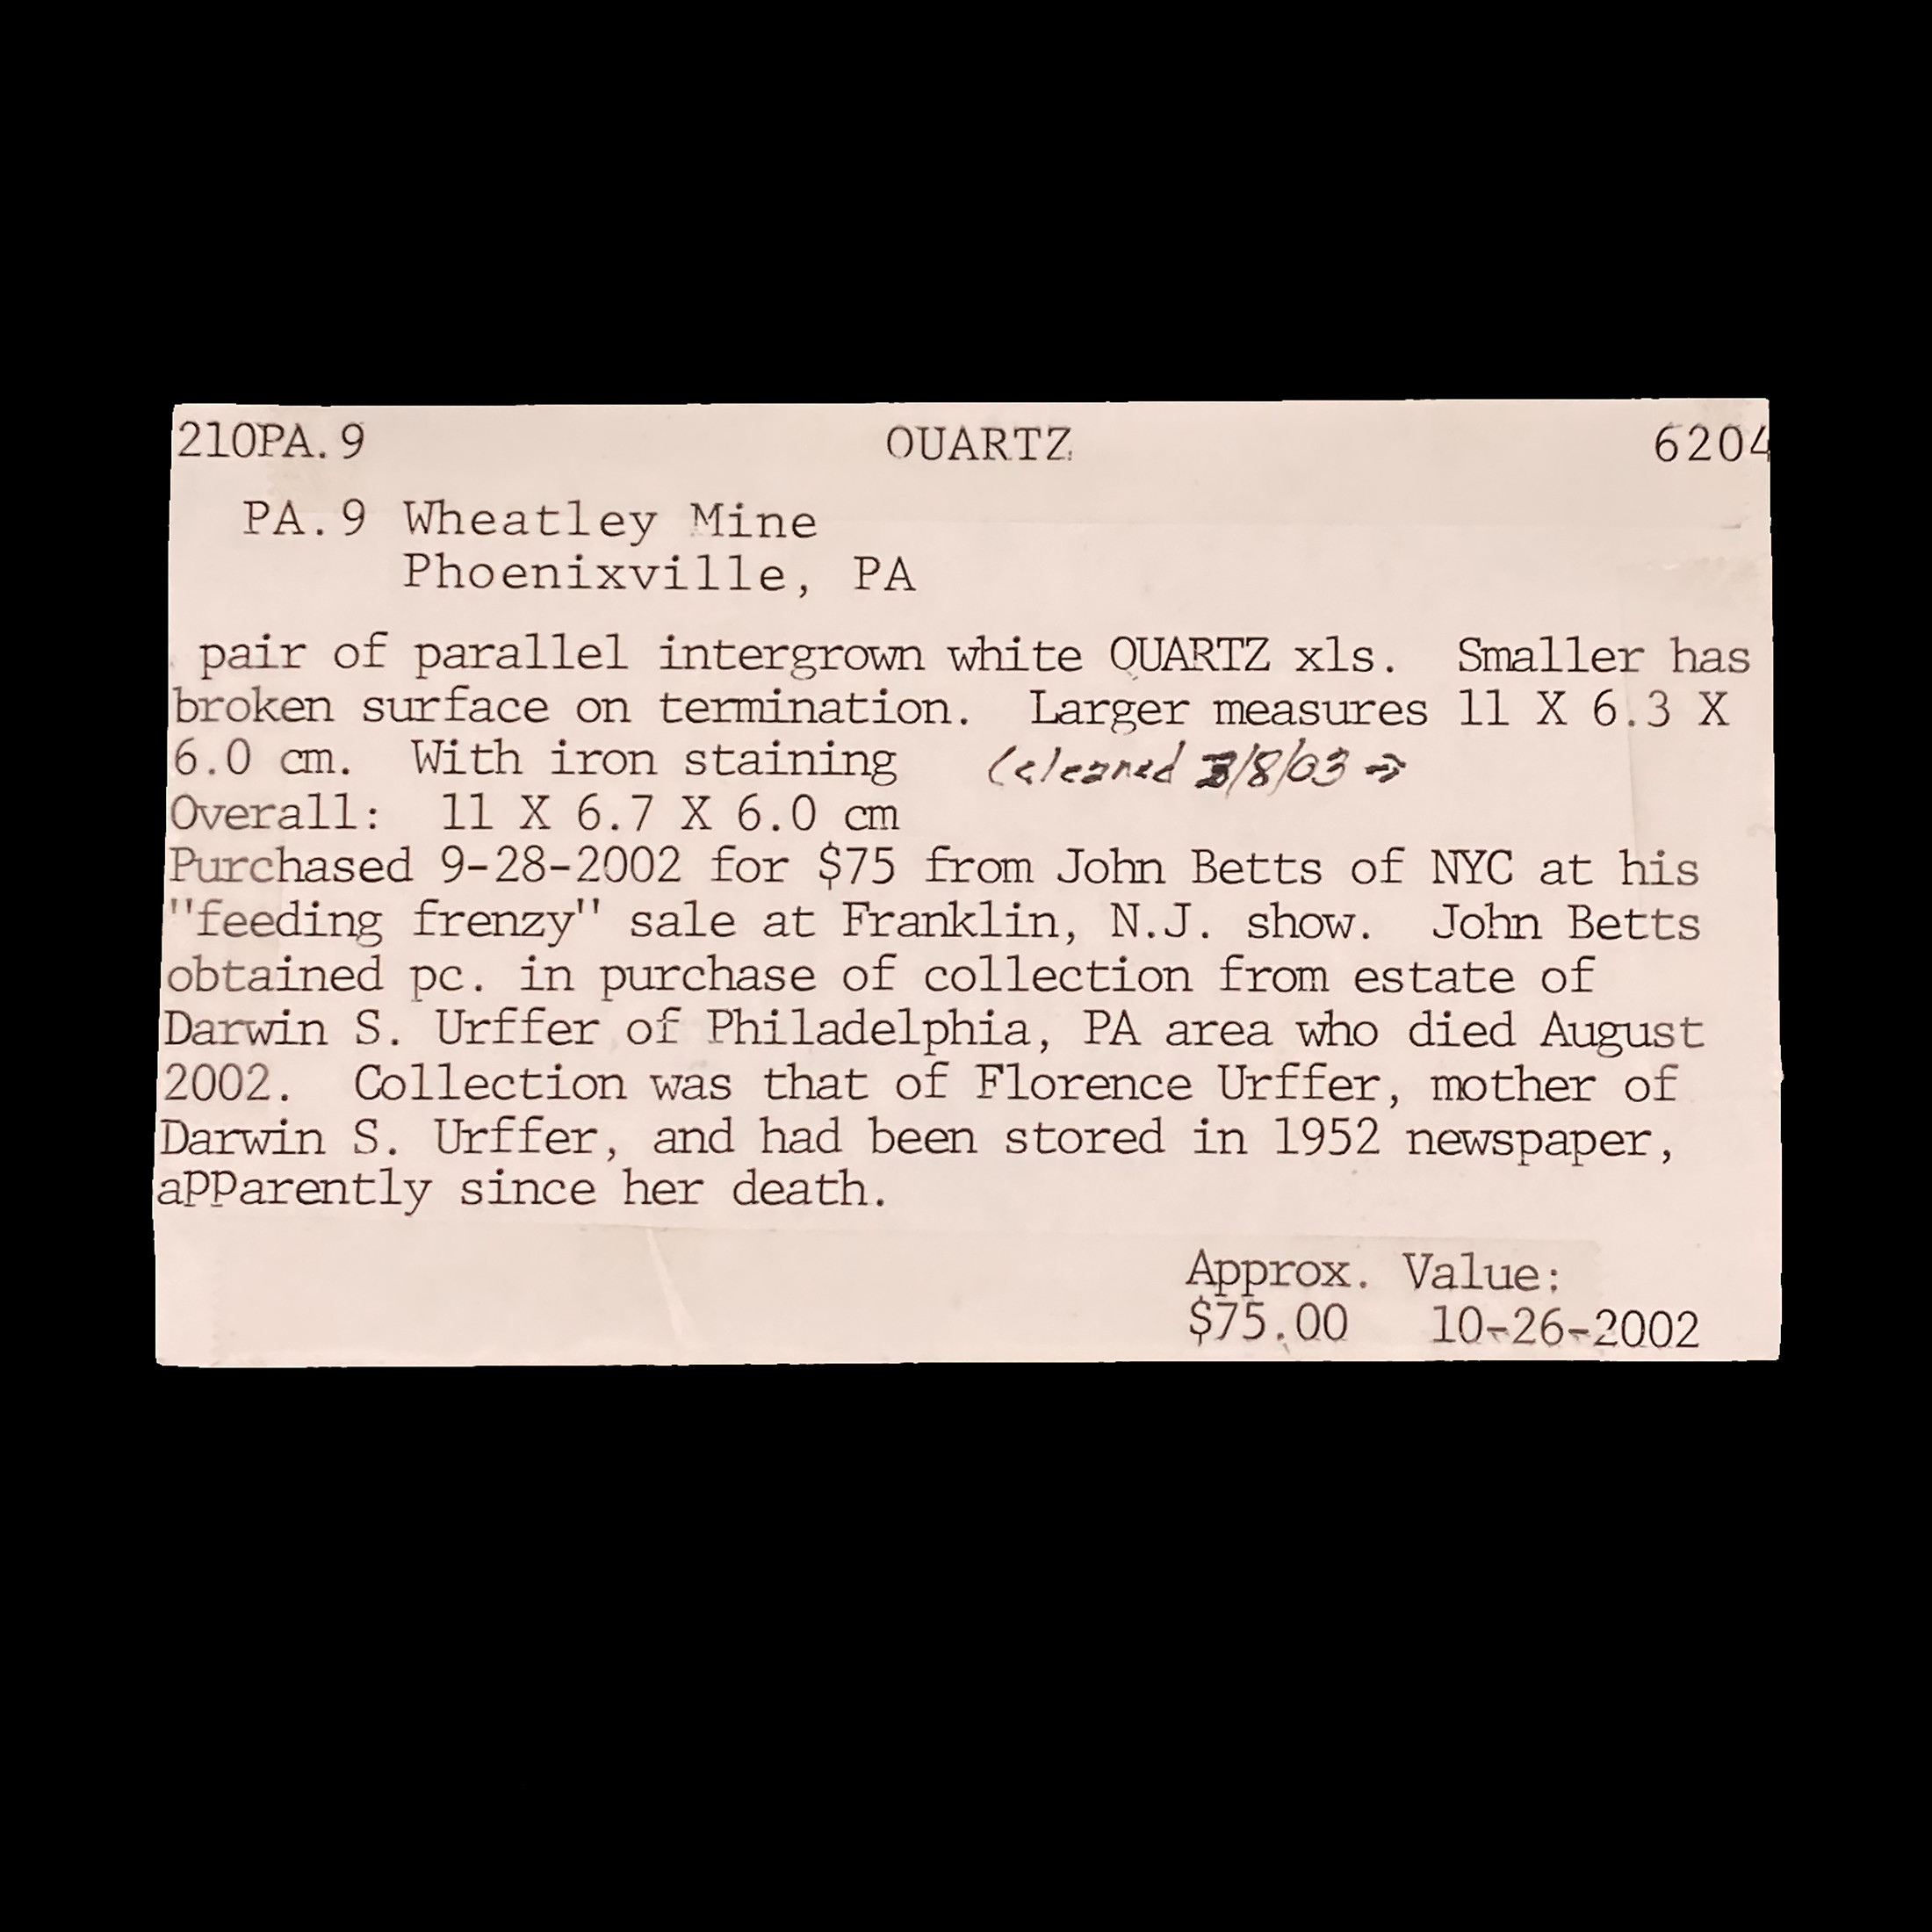 210PA.9 QUARTZ 6204
PA.9 Wheatley Mine
Phoenixville, PA
pair of parallel intergrown white QUARTZ xls. Smaller has
broken surface on termination. Larger measures 11 X 6.3 X
6.0 cm. With iron staining (cleaned 3/8/03 →
Overall: 11 X 6.7 X 6.0 cm
Purchased 9-28-2002 for $75 from John Betts of NYC at his
"feeding frenzy" sale at Franklin, N.J. show. John Betts
obtained pc. in purchase of collection from estate of
Darwin S. Urffer of Philadelphia, PA area who died August
2002. Collection was that of Florence Urffer, mother of
Darwin S. Urffer, and had been stored in 1952 newspaper,
apparently since her death.
Approx. Value:
$75.00 10-26-2002